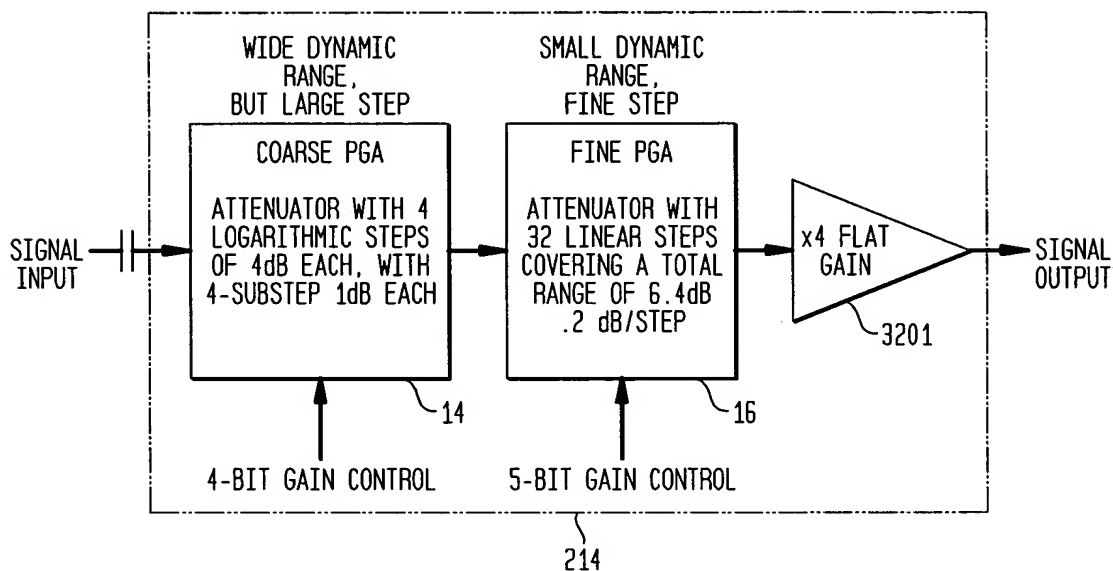 WIDE DYNAMIC
RANGE,
BUT LARGE STEP
SMALL DYNAMIC
RANGE,
FINE STEP
COARSE PGA
ATTENUATOR WITH 4
LOGARITHMIC STEPS
OF 4dB EACH, WITH
4-SUBSTEP 1dB EACH
FINE PGA
ATTENUATOR WITH
32 LINEAR STEPS
COVERING A TOTAL
RANGE OF 6.4dB
.2 dB/STEP
SIGNAL
INPUT
x4 FLAT
GAIN
SIGNAL
OUTPUT
3201
14
16
4-BIT GAIN CONTROL
5-BIT GAIN CONTROL
214